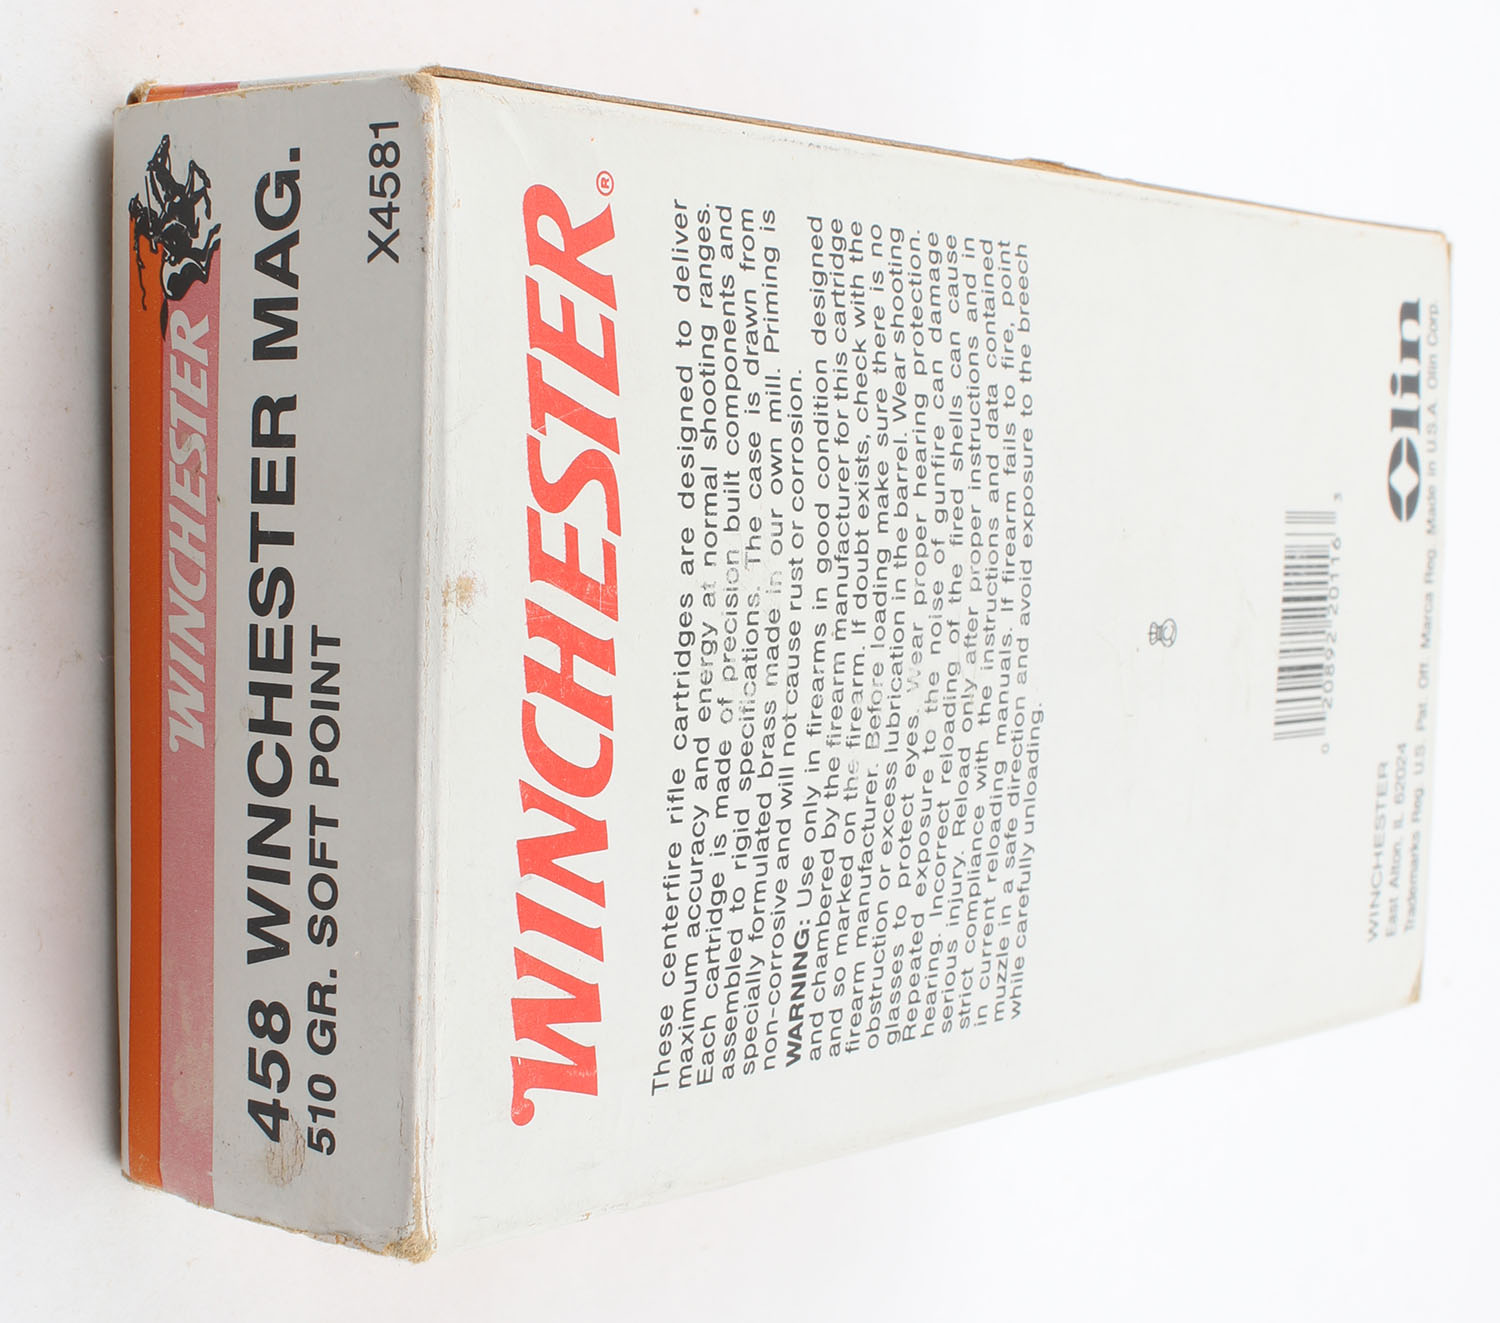 WINCHESTER
458 WINCHESTER MAG.
510 GR. SOFT POINT
X4581
WINCHESTER®
These centerfire rifle cartridges are designed to deliver
maximum accuracy and energy at normal shooting ranges.
Each cartridge is made of precision built components and
assembled to rigid specifications. The case is drawn from
specially formulated brass made in our own mill. Priming is
non-corrosive and will not cause rust or corrosion.
WARNING: Use only in firearms in good condition designed
and chambered by the firearm manufacturer for this cartridge
and so marked on the firearm. If doubt exists, check with the
firearm manufacturer. Before loading make sure there is no
obstruction or excess lubrication in the barrel. Wear shooting
glasses to protect eyes. Wear proper hearing protection.
Repeated exposure to the noise of gunfire can damage
hearing. Incorrect reloading of the fired shells can cause
serious injury. Reload only after proper instructions and in
strict compliance with the instructions and data contained
in current reloading manuals. If firearm fails to fire, point
muzzle in a safe direction and avoid exposure to the breech
while carefully unloading.
0 20892 20116 3
WINCHESTER
East Alton, IL 62024
Olin
Trademarks Reg. U.S. Pat. Off. Marca Reg. Made in U.S.A. Olin Corp.